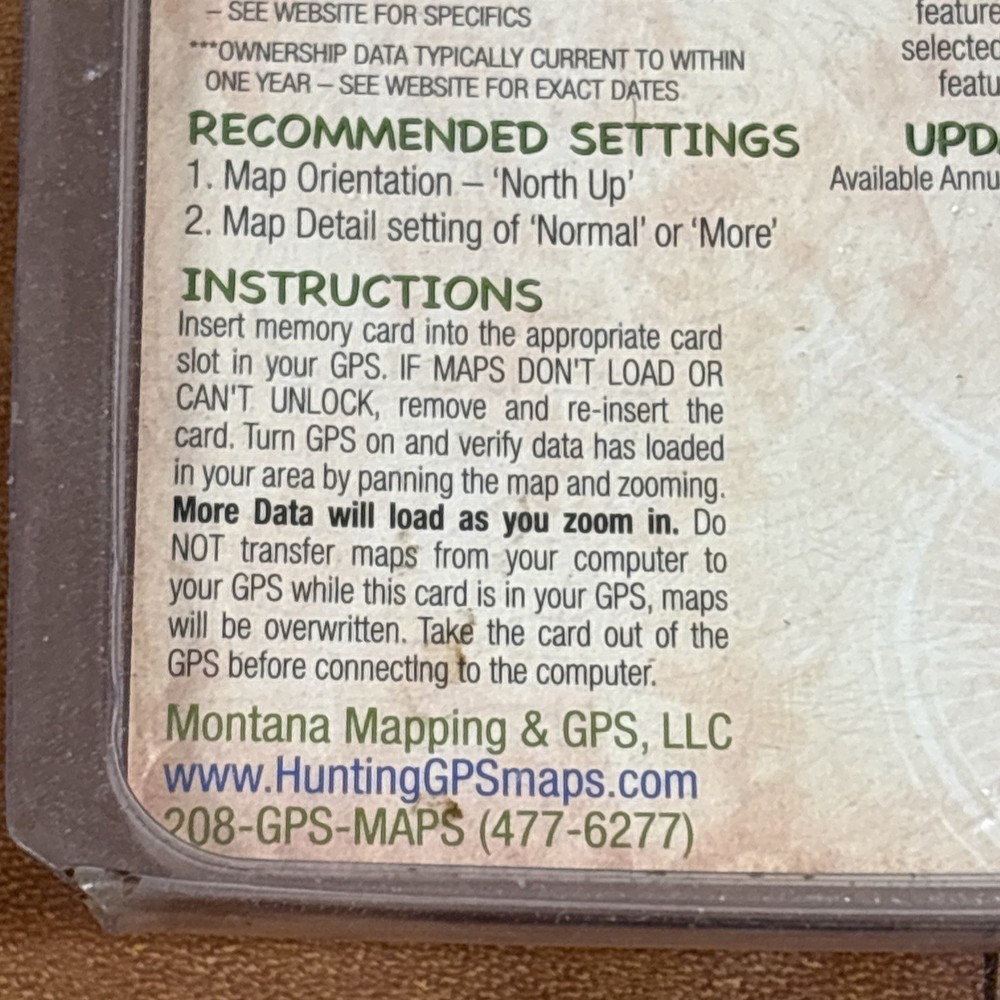 – SEE WEBSITE FOR SPECIFICS
***OWNERSHIP DATA TYPICALLY CURRENT TO WITHIN
ONE YEAR – SEE WEBSITE FOR EXACT DATES
RECOMMENDED SETTINGS
1. Map Orientation – ‘North Up’
2. Map Detail setting of ‘Normal’ or ‘More’
INSTRUCTIONS
Insert memory card into the appropriate card
slot in your GPS. IF MAPS DON'T LOAD OR
CAN'T UNLOCK, remove and re-insert the
card. Turn GPS on and verify data has loaded
in your area by panning the map and zooming.
More Data will load as you zoom in. Do
NOT transfer maps from your computer to
your GPS while this card is in your GPS, maps
will be overwritten. Take the card out of the
GPS before connecting to the computer.
Montana Mapping & GPS, LLC
www.HuntingGPSmaps.com
208-GPS-MAPS (477-6277)
feature
selected
featu
UPD
Available Annu